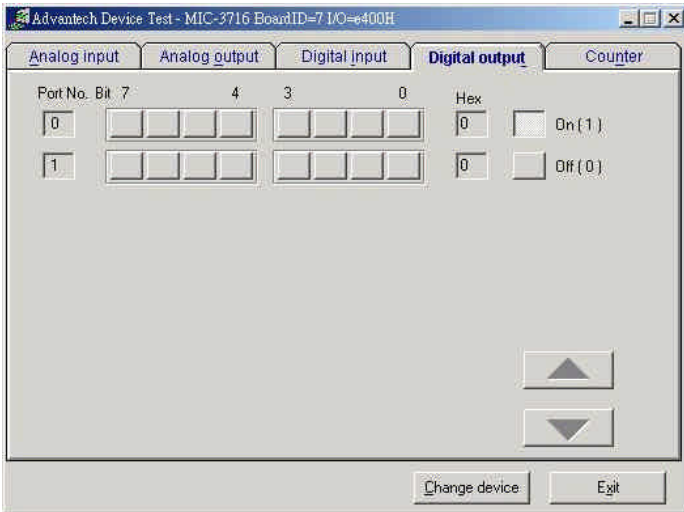 Advantech Device Test - MIC-3716 BoardID=7 I/O=e400H
Analog input Analog output Digital input Digital output Counter
Port No. Bit 7 4 3 0 Hex
0 0 On ( 1 )
1 0 Off ( 0 )
Change device Exit